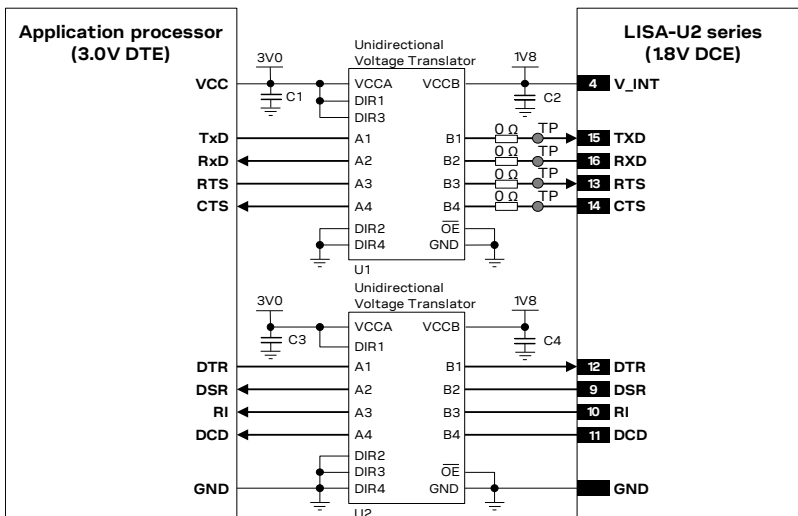 Application processor
(3.0V DTE)
LISA-U2 series
(1.8V DCE)
Unidirectional
Voltage Translator
3V0
1V8
VCC
C1
VCCA
VCCB
C2
4
V_INT
DIR1
DIR3
TxD
A1
B1
0 Ω
TP
15
TXD
RxD
A2
B2
0 Ω
TP
16
RXD
RTS
A3
B3
0 Ω
TP
13
RTS
CTS
A4
B4
0 Ω
TP
14
CTS
DIR2
OE
DIR4
GND
U1
Unidirectional
Voltage Translator
3V0
1V8
VCCA
VCCB
C3
C4
DIR1
DTR
A1
B1
12
DTR
DSR
A2
B2
9
DSR
RI
A3
B3
10
RI
DCD
A4
B4
11
DCD
DIR2
DIR3
OE
GND
DIR4
GND
GND
U2